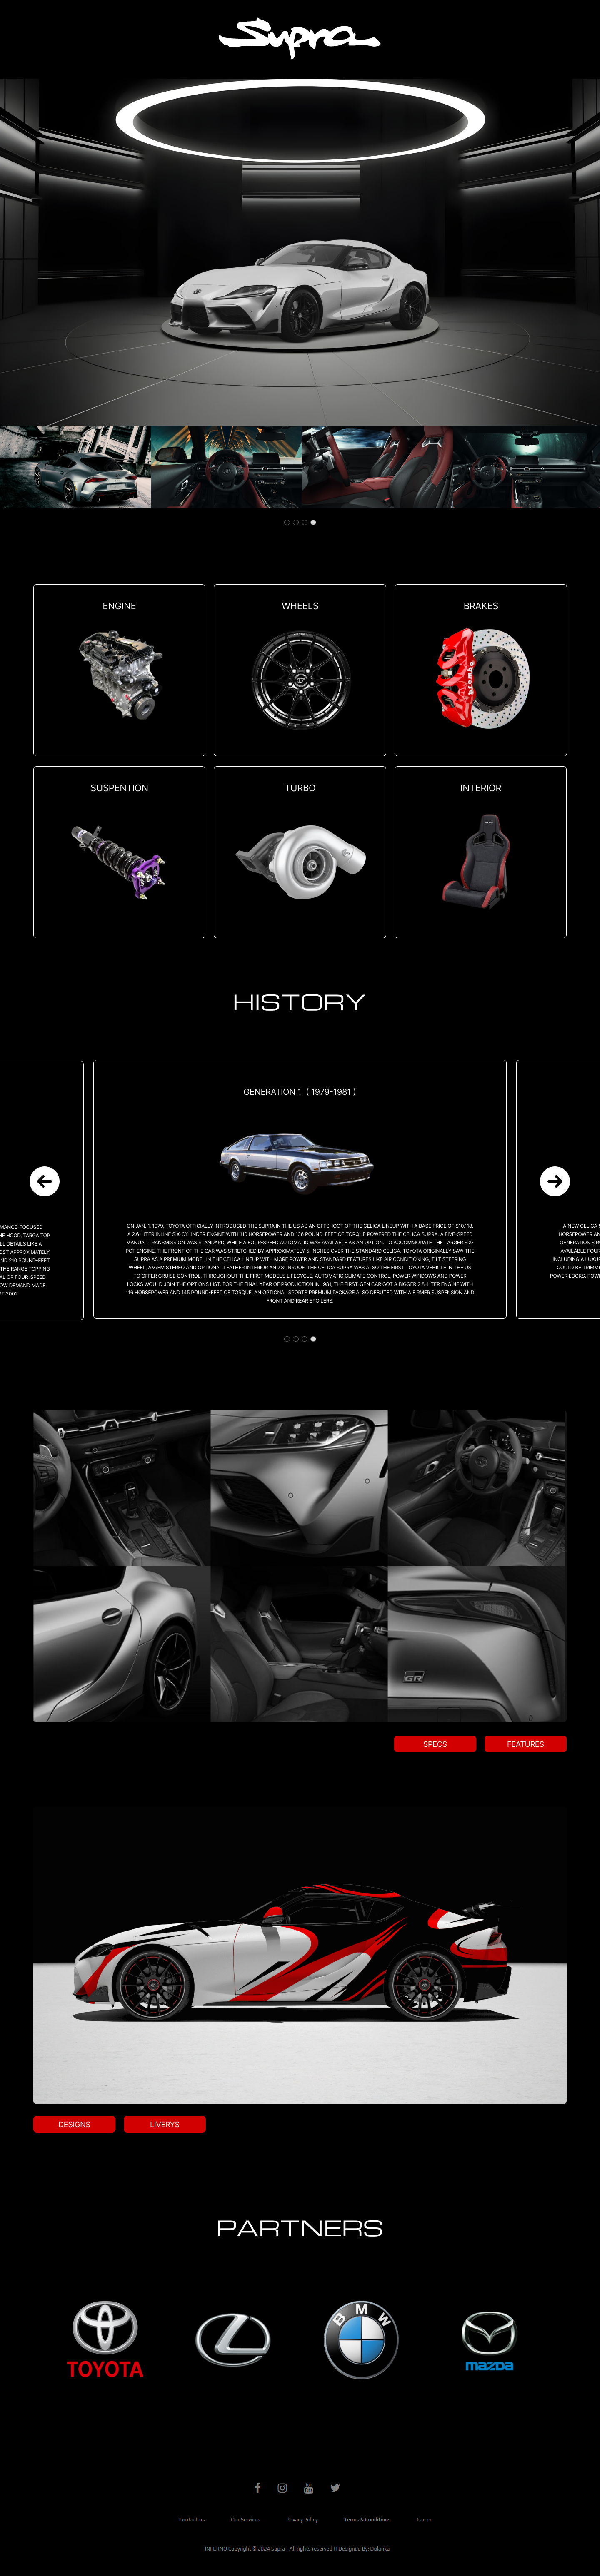 Supra
ENGINE
WHEELS
BRAKES
brembo
SUSPENTION
TURBO
INTERIOR
HISTORY
MANCE-FOCUSED
HE HOOD, TARGA TOP
LL DETAILS LIKE A
OST APPROXIMATELY
ND 210 POUND-FEET
THE RANGE TOPPING
AL OR FOUR-SPEED
OW DEMAND MADE
ST 2002.
GENERATION 1 ( 1979-1981 )
ON JAN. 1, 1979, TOYOTA OFFICIALLY INTRODUCED THE SUPRA IN THE US AS AN OFFSHOOT OF THE CELICA LINEUP WITH A BASE PRICE OF $10,118.
A 2.6-LITER INLINE SIX-CYLINDER ENGINE WITH 110 HORSEPOWER AND 136 POUND-FEET OF TORQUE POWERED THE CELICA SUPRA. A FIVE-SPEED
MANUAL TRANSMISSION WAS STANDARD, WHILE A FOUR-SPEED AUTOMATIC WAS AVAILABLE AS AN OPTION. TO ACCOMMODATE THE LARGER SIX-
POT ENGINE, THE FRONT OF THE CAR WAS STRETCHED BY APPROXIMATELY 5-INCHES OVER THE STANDARD CELICA. TOYOTA ORIGINALLY SAW THE
SUPRA AS A PREMIUM MODEL IN THE CELICA LINEUP WITH MORE POWER AND STANDARD FEATURES LIKE AIR CONDITIONING, TILT STEERING
WHEEL, AM/FM STEREO AND OPTIONAL LEATHER INTERIOR AND SUNROOF. THE CELICA SUPRA WAS ALSO THE FIRST TOYOTA VEHICLE IN THE US
TO OFFER CRUISE CONTROL. THROUGHOUT THE FIRST MODEL'S LIFECYCLE, AUTOMATIC CLIMATE CONTROL, POWER WINDOWS AND POWER
LOCKS WOULD JOIN THE OPTIONS LIST. FOR THE FINAL YEAR OF PRODUCTION IN 1981, THE FIRST-GEN CAR GOT A BIGGER 2.8-LITER ENGINE WITH
116 HORSEPOWER AND 145 POUND-FEET OF TORQUE. AN OPTIONAL SPORTS PREMIUM PACKAGE ALSO DEBUTED WITH A FIRMER SUSPENSION AND
FRONT AND REAR SPOILERS.
A NEW CELICA S
HORSEPOWER AN
GENERATION'S R
AVAILABLE FOUR
INCLUDING A LUXU
COULD BE TRIMME
POWER LOCKS, POWE
GR
SPECS
FEATURES
DESIGNS
LIVERYS
PARTNERS
TOYOTA
BMW
mazda
Contact us
Our Services
Privacy Policy
Terms & Conditions
Career
INFERNO Copyright © 2024 Supra - All rights reserved || Designed By: Dulanka